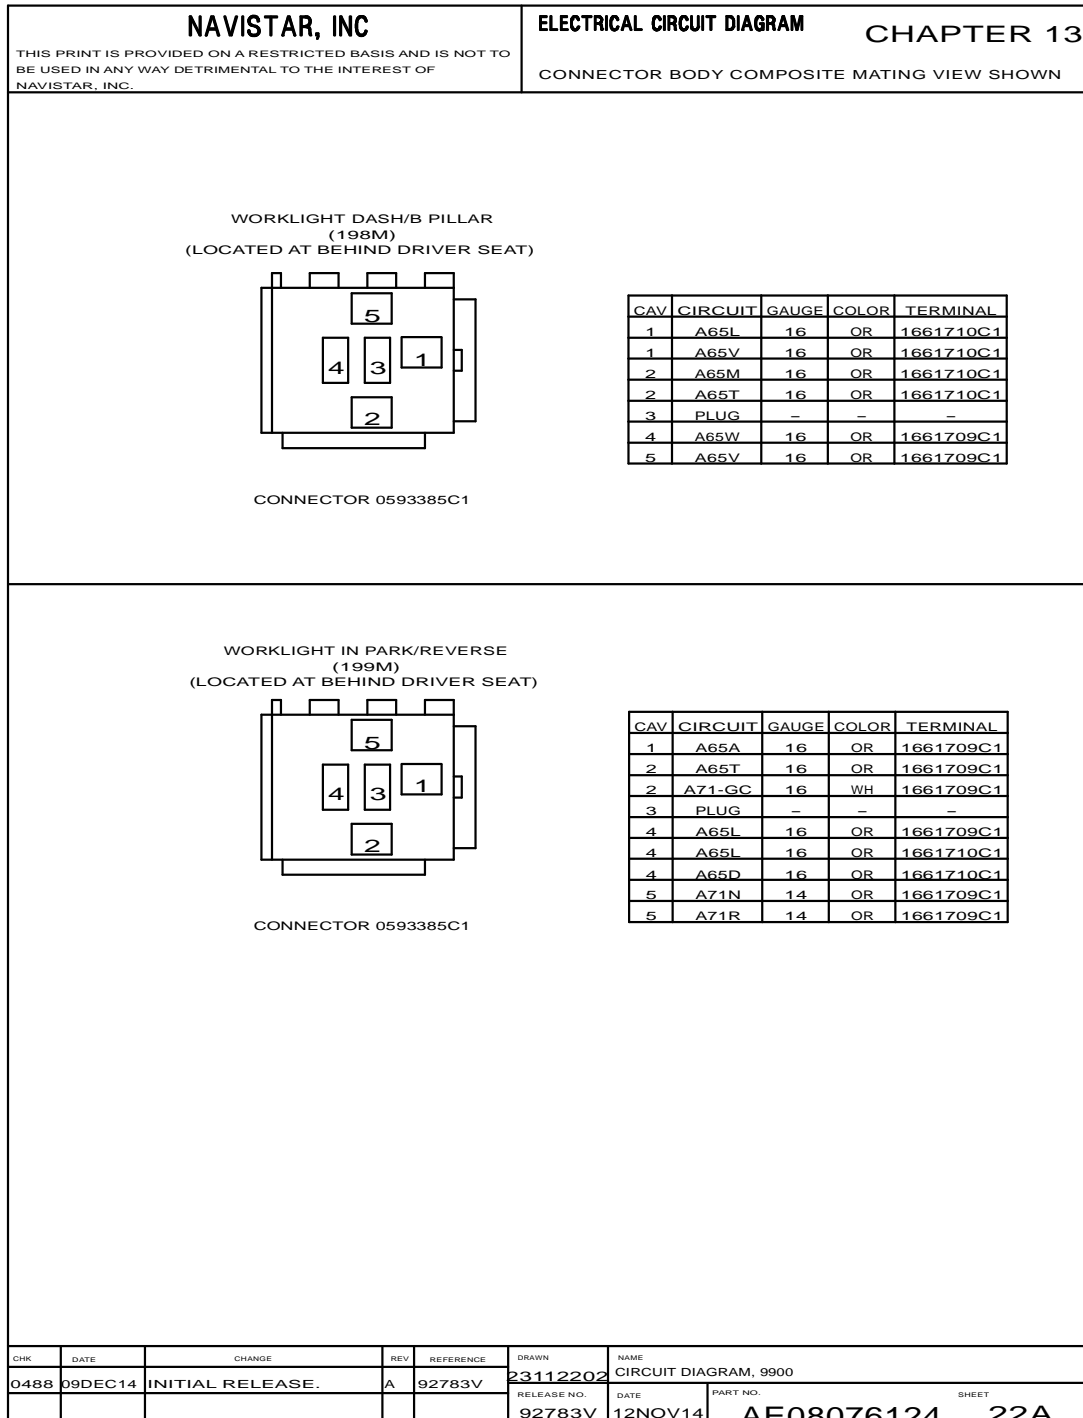 NAVISTAR, INC
THIS PRINT IS PROVIDED ON A RESTRICTED BASIS AND IS NOT TO
BE USED IN ANY WAY DETRIMENTAL TO THE INTEREST OF
NAVISTAR, INC.
ELECTRICAL CIRCUIT DIAGRAM
CHAPTER 13
CONNECTOR BODY COMPOSITE MATING VIEW SHOWN
WORKLIGHT DASH/B PILLAR
(198M)
(LOCATED AT BEHIND DRIVER SEAT)
5
4 3 1
2
CONNECTOR 0593385C1
CAV CIRCUIT GAUGE COLOR TERMINAL
1 A65L 16 OR 1661710C1
1 A65V 16 OR 1661710C1
2 A65M 16 OR 1661710C1
2 A65T 16 OR 1661710C1
3 PLUG – – –
4 A65W 16 OR 1661709C1
5 A65V 16 OR 1661709C1
WORKLIGHT IN PARK/REVERSE
(199M)
(LOCATED AT BEHIND DRIVER SEAT)
5
4 3 1
2
CONNECTOR 0593385C1
CAV CIRCUIT GAUGE COLOR TERMINAL
1 A65A 16 OR 1661709C1
2 A65T 16 OR 1661709C1
2 A71-GC 16 WH 1661709C1
3 PLUG – – –
4 A65L 16 OR 1661709C1
4 A65L 16 OR 1661710C1
4 A65D 16 OR 1661710C1
5 A71N 14 OR 1661709C1
5 A71R 14 OR 1661709C1
CHK DATE CHANGE REV REFERENCE
0488 09DEC14 INITIAL RELEASE. A 92783V
DRAWN
23112202
NAME
CIRCUIT DIAGRAM, 9900
RELEASE NO.
92783V
DATE
12NOV14
PART NO.
AE08076124
SHEET
22A